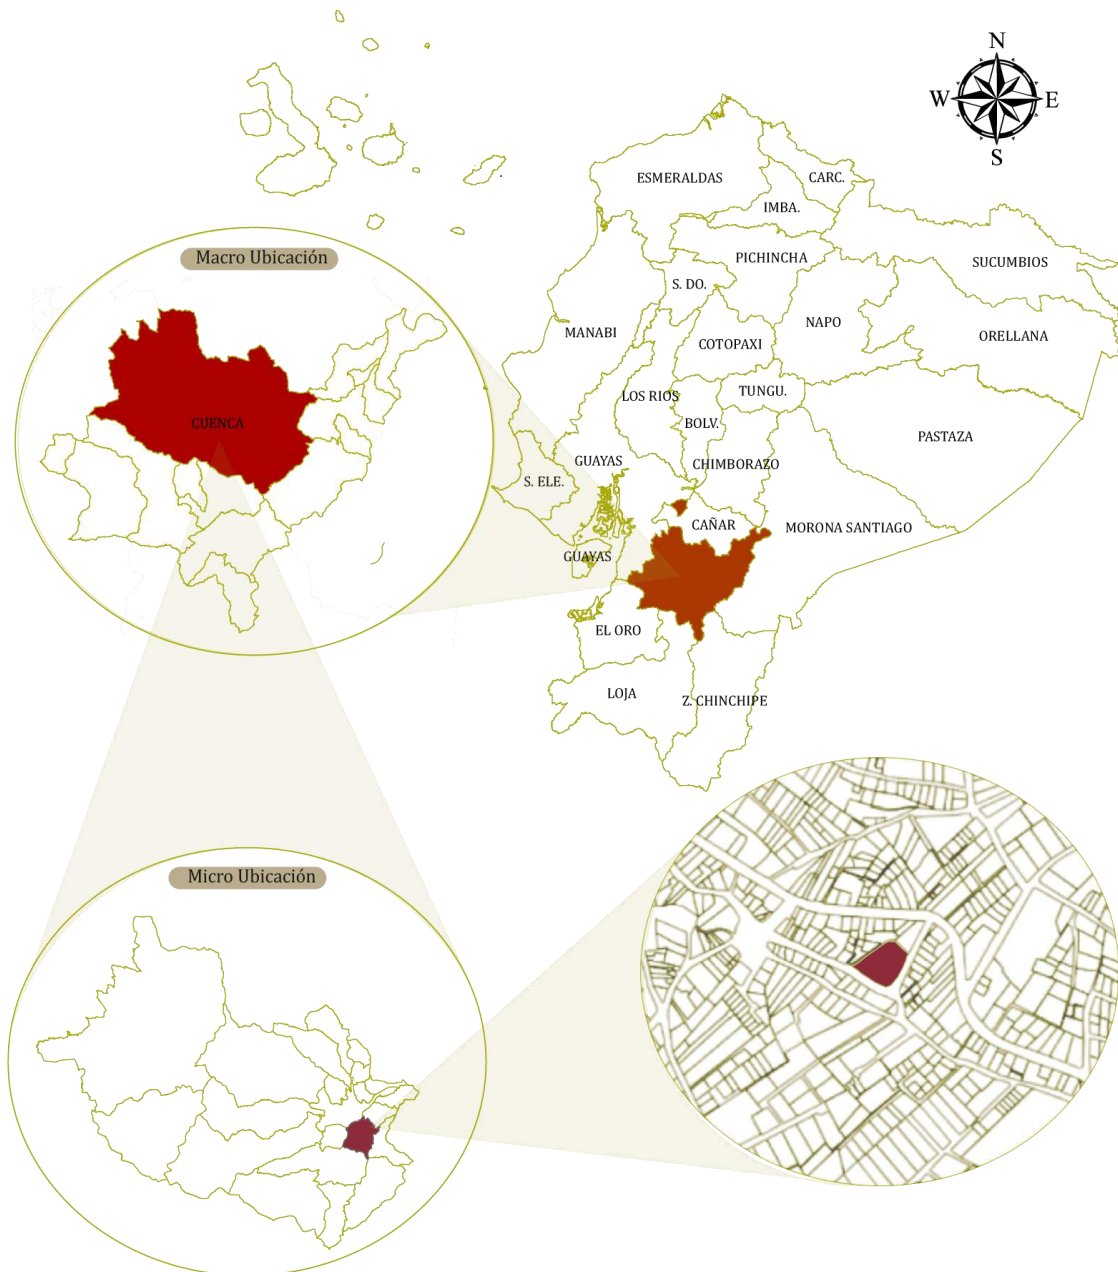 N
W E
S
ESMERALDAS
CARC.
IMBA.
Macro Ubicación
PICHINCHA
SUCUMBIOS
S. DO.
NAPO
MANABI
ORELLANA
COTOPAXI
TUNGU.
LOS RIOS
CUENCA
BOLV.
PASTAZA
GUAYAS
CHIMBORAZO
S. ELE.
CAÑAR
MORONA SANTIAGO
GUAYAS
EL ORO
LOJA
Z. CHINCHIPE
Micro Ubicación